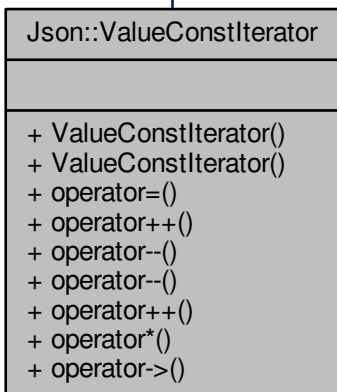 Json::ValueConstIterator
+ ValueConstIterator()
+ ValueConstIterator()
+ operator=()
+ operator++()
+ operator--()
+ operator--()
+ operator++()
+ operator*()
+ operator->()